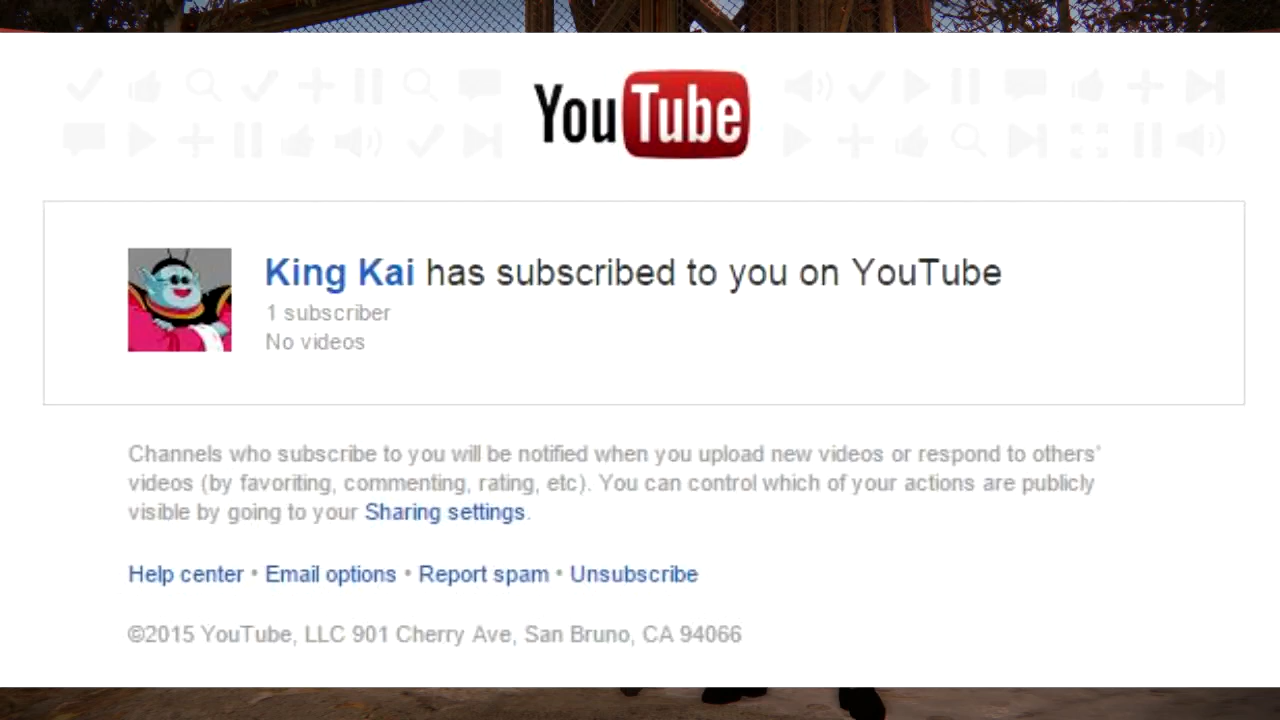 YouTube
King Kai has subscribed to you on YouTube
1 subscriber
No videos
Channels who subscribe to you will be notified when you upload new videos or respond to others'
videos (by favoriting, commenting, rating, etc). You can control which of your actions are publicly
visible by going to your Sharing settings.
Help center • Email options • Report spam • Unsubscribe
©2015 YouTube, LLC 901 Cherry Ave, San Bruno, CA 94066